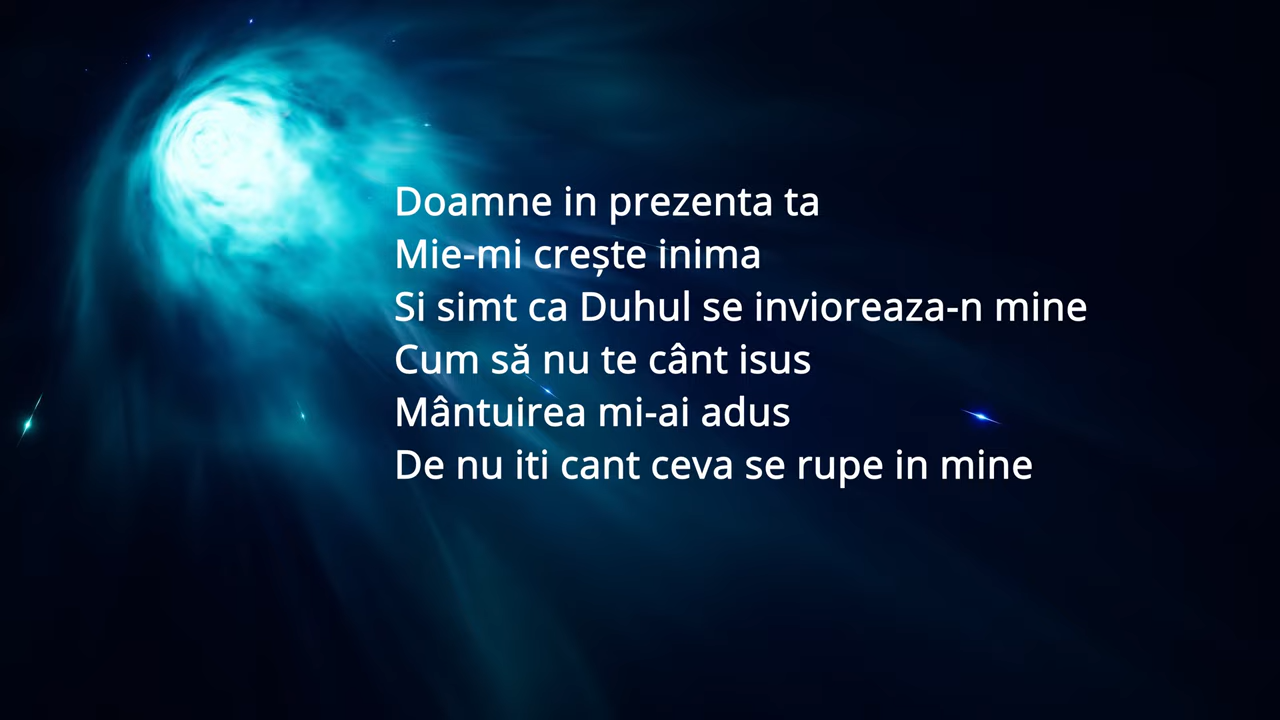 Doamne in prezenta ta
Mie-mi crește inima
Si simt ca Duhul se invioreaza-n mine
Cum să nu te cânt isus
Mântuirea mi-ai adus
De nu iti cant ceva se rupe in mine